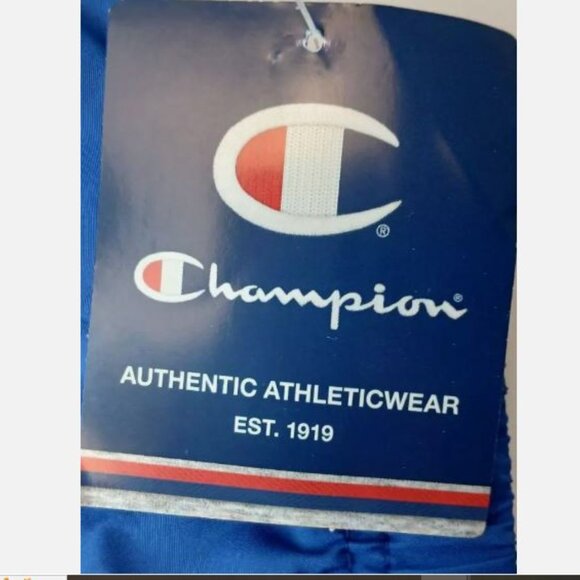 ®
Champion®
AUTHENTIC ATHLETICWEAR
EST. 1919